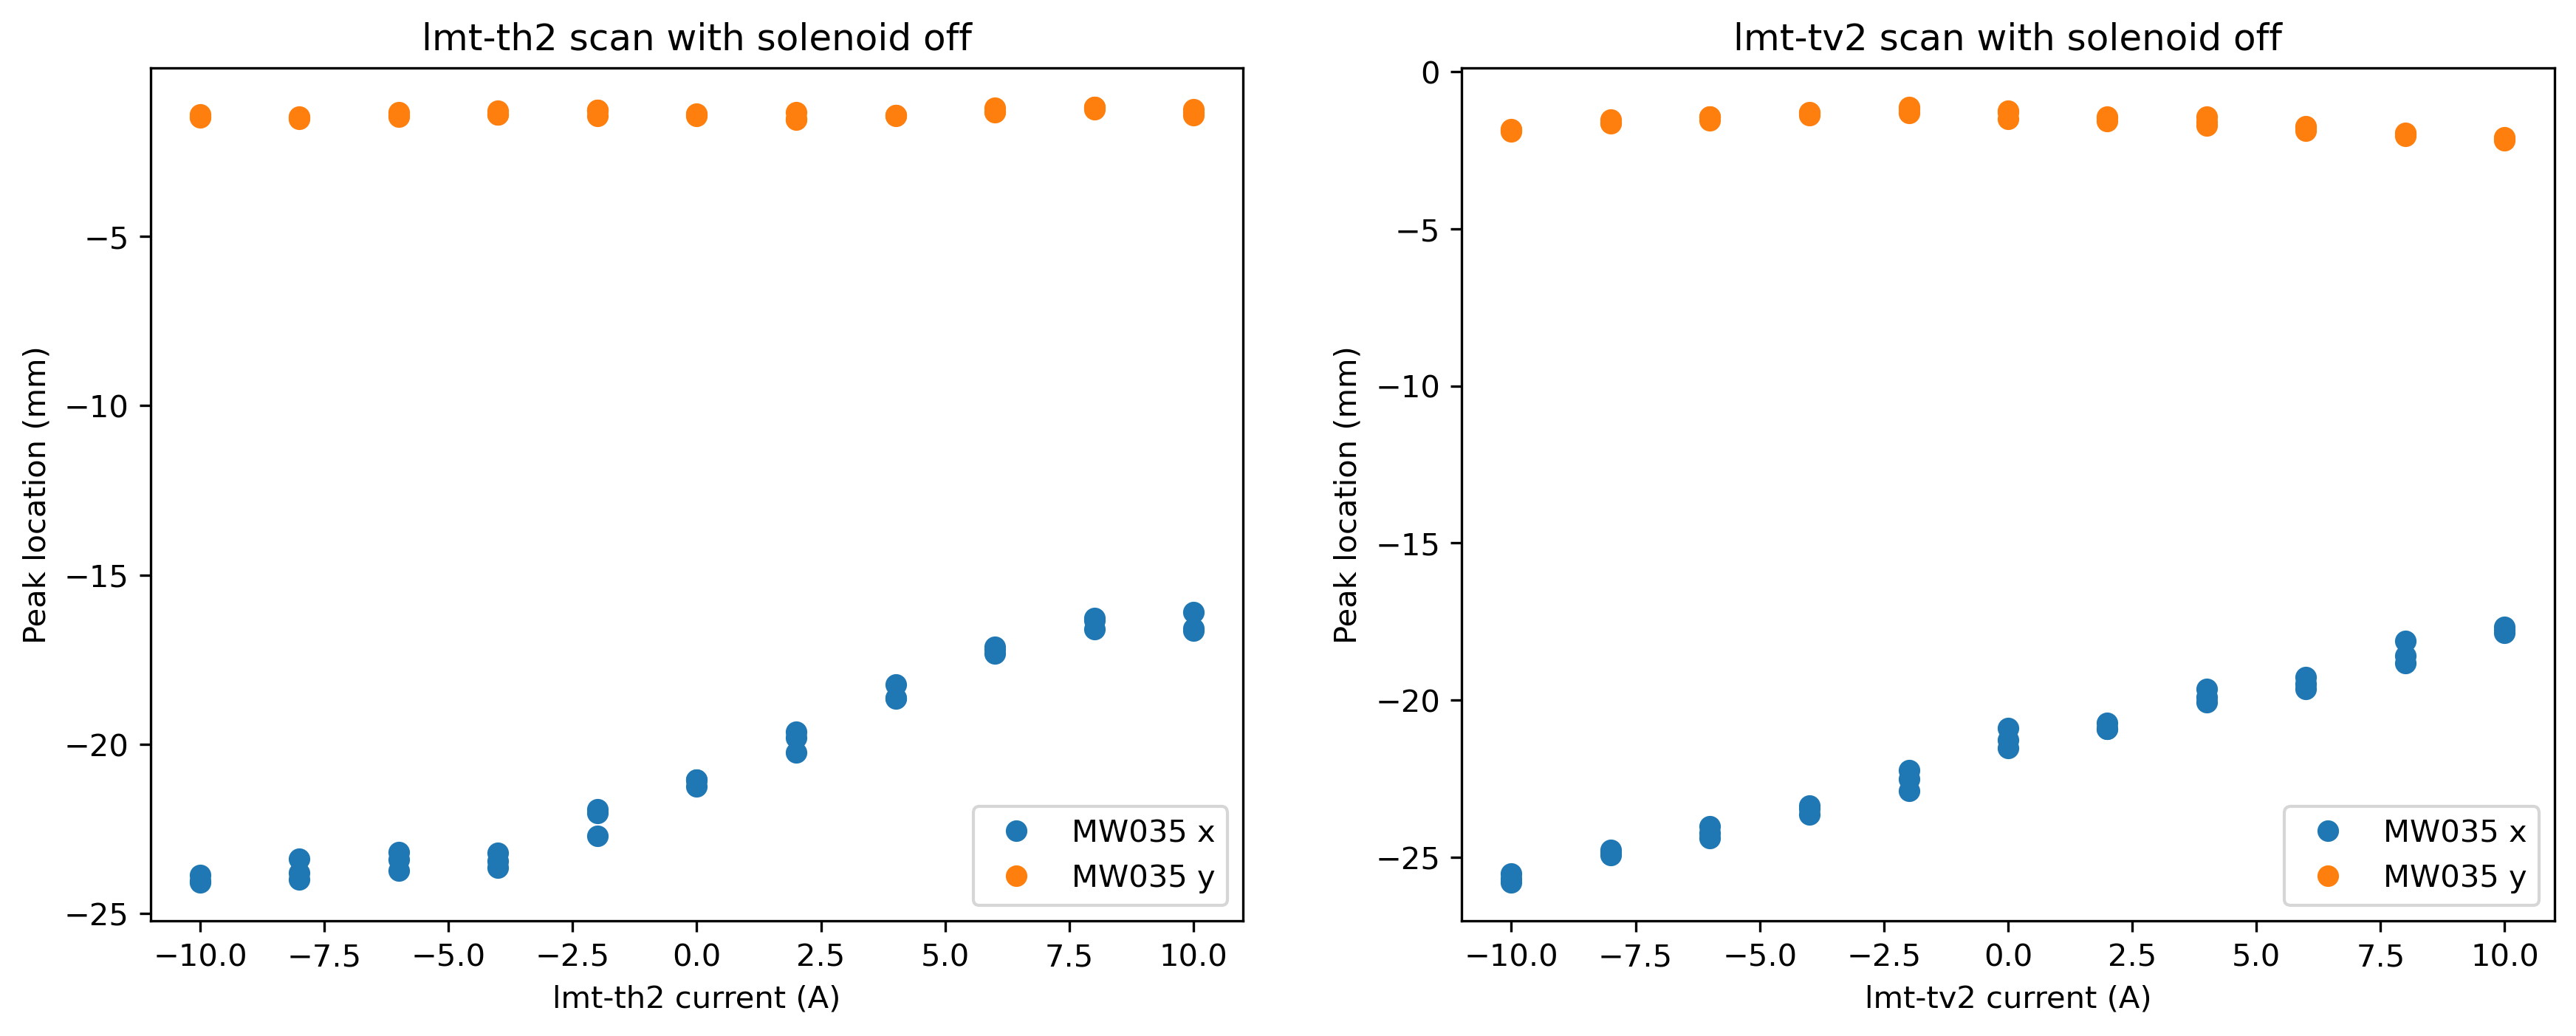 lmt-th2 scan with solenoid off
Peak location (mm)
−5
−10
−15
−20
−25
−10.0 −7.5 −5.0 −2.5 0.0 2.5 5.0 7.5 10.0
lmt-th2 current (A)
MW035 x
MW035 y
lmt-tv2 scan with solenoid off
Peak location (mm)
0
−5
−10
−15
−20
−25
−10.0 −7.5 −5.0 −2.5 0.0 2.5 5.0 7.5 10.0
lmt-tv2 current (A)
MW035 x
MW035 y